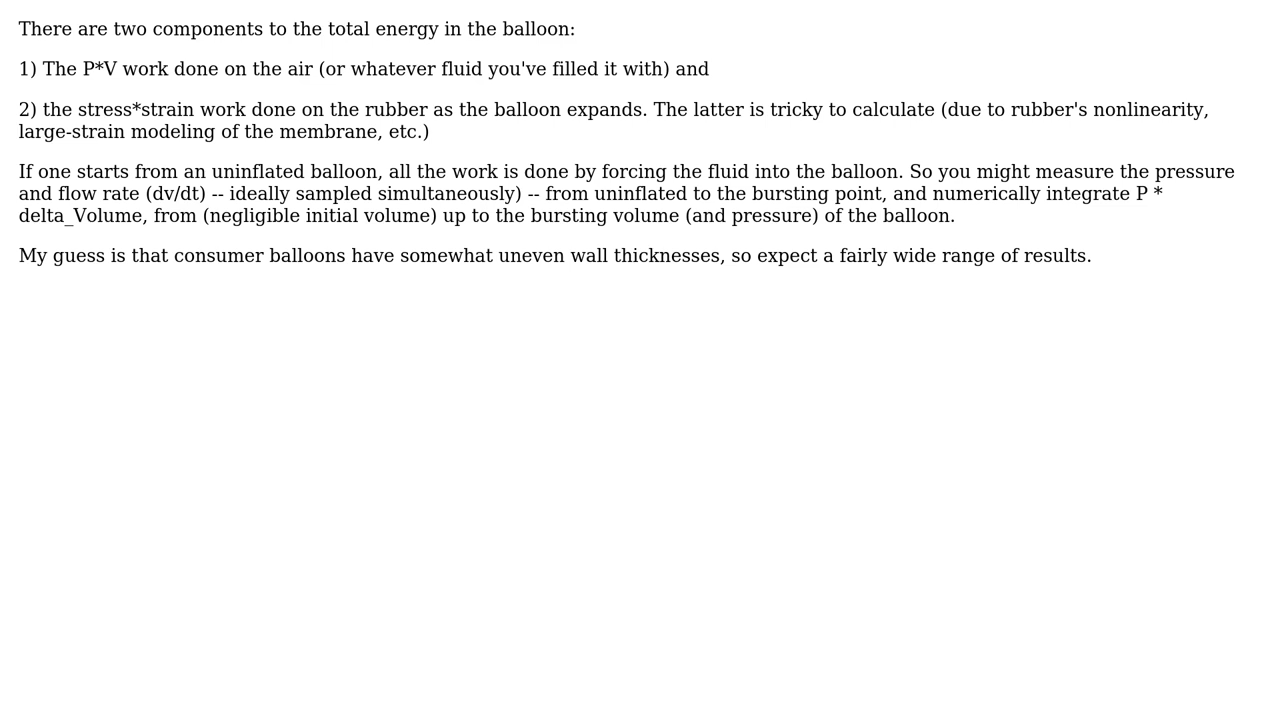 There are two components to the total energy in the balloon:
1) The P*V work done on the air (or whatever fluid you've filled it with) and
2) the stress*strain work done on the rubber as the balloon expands. The latter is tricky to calculate (due to rubber's nonlinearity,
large-strain modeling of the membrane, etc.)
If one starts from an uninflated balloon, all the work is done by forcing the fluid into the balloon. So you might measure the pressure
and flow rate (dv/dt) -- ideally sampled simultaneously) -- from uninflated to the bursting point, and numerically integrate P *
delta_Volume, from (negligible initial volume) up to the bursting volume (and pressure) of the balloon.
My guess is that consumer balloons have somewhat uneven wall thicknesses, so expect a fairly wide range of results.